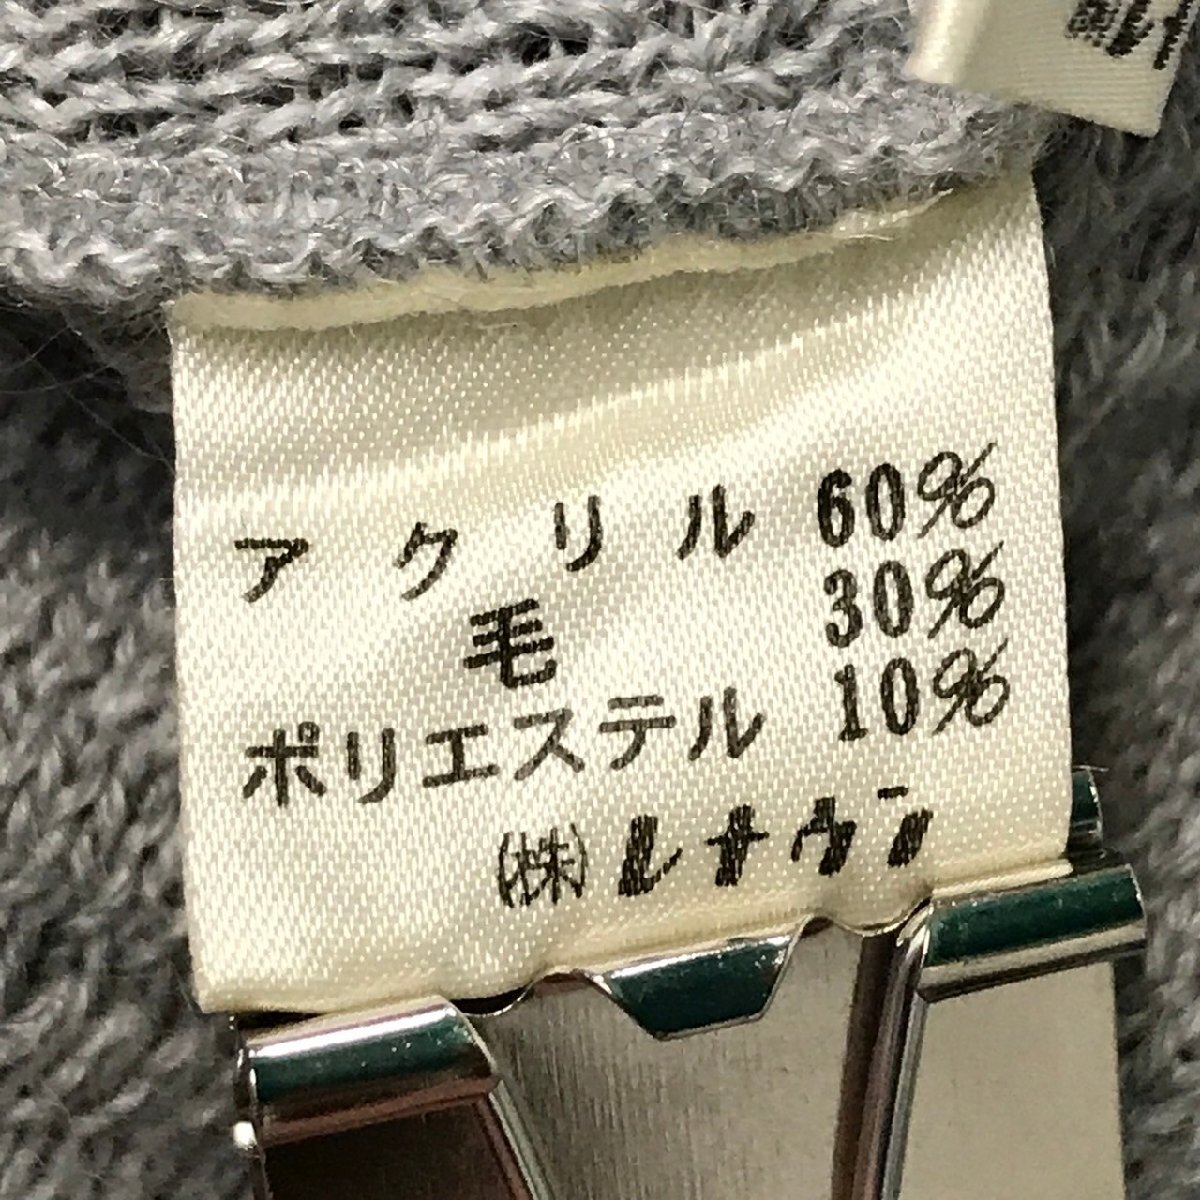 アクリル 60%
毛 30%
ポリエステル 10%
(株)レナウン